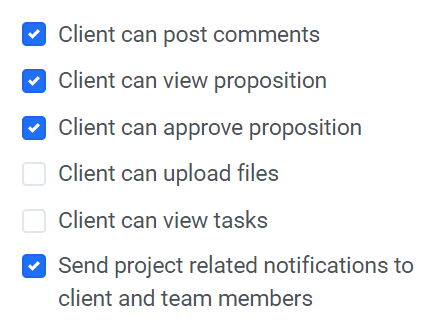 Client can post comments
Client can view proposition
Client can approve proposition
Client can upload files
Client can view tasks
Send project related notifications to
client and team members